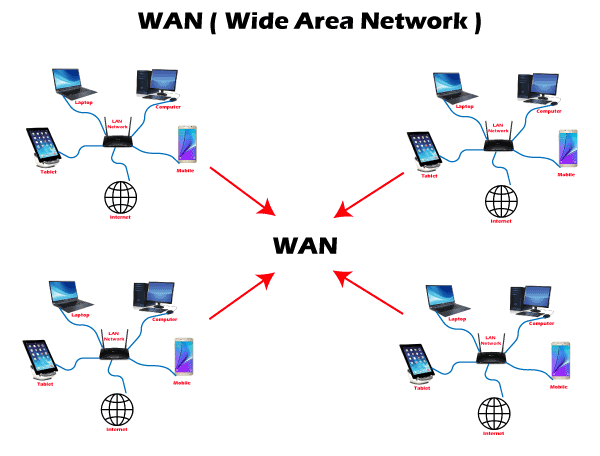 WAN ( Wide Area Network )
Laptop
Computer
LAN
Network
Tablet
Mobile
Internet
Laptop
Computer
LAN
Network
Tablet
Mobile
Internet
WAN
Laptop
Computer
LAN
Network
Tablet
Mobile
Internet
Laptop
Computer
LAN
Network
Tablet
Mobile
Internet